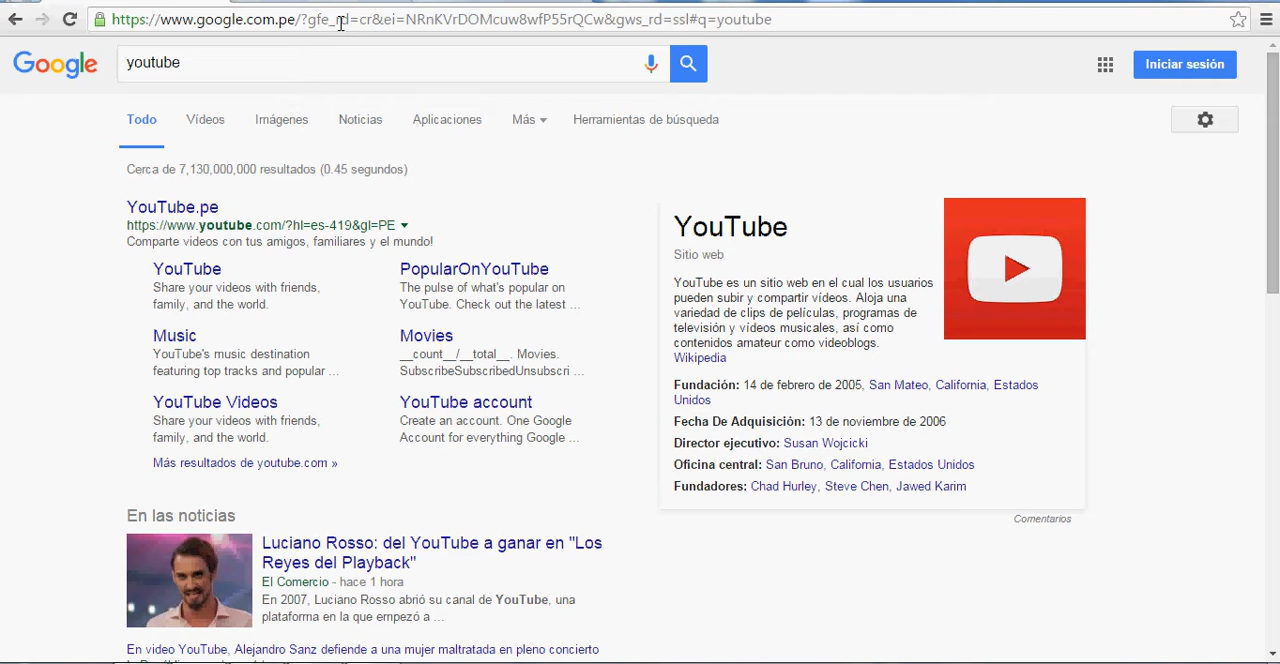 https://www.google.com.pe/?gfe_rd=cr&ei=NRnKVrDOMcuw8wfP55rQCw&gws_rd=ssl#q=youtube
Google
youtube
Iniciar sesión
Todo
Vídeos
Imágenes
Noticias
Aplicaciones
Más
Herramientas de búsqueda
Cerca de 7,130,000,000 resultados (0.45 segundos)
YouTube.pe
https://www.youtube.com/?hl=es-419&gl=PE
Comparte videos con tus amigos, familiares y el mundo!
YouTube
Share your videos with friends,
family, and the world.
PopularOnYouTube
The pulse of what's popular on
YouTube. Check out the latest ...
Music
YouTube's music destination
featuring top tracks and popular ...
Movies
__count__/__total__. Movies.
SubscribeSubscribedUnsubscri ...
YouTube Videos
Share your videos with friends,
family, and the world.
YouTube account
Create an account. One Google
Account for everything Google ...
Más resultados de youtube.com »
En las noticias
Luciano Rosso: del YouTube a ganar en "Los
Reyes del Playback"
El Comercio - hace 1 hora
En 2007, Luciano Rosso abrió su canal de YouTube, una
plataforma en la que empezó a ...
En video YouTube, Alejandro Sanz defiende a una mujer maltratada en pleno concierto
YouTube
Sitio web
YouTube es un sitio web en el cual los usuarios
pueden subir y compartir vídeos. Aloja una
variedad de clips de películas, programas de
televisión y vídeos musicales, así como
contenidos amateur como videoblogs.
Wikipedia
Fundación: 14 de febrero de 2005, San Mateo, California, Estados
Unidos
Fecha De Adquisición: 13 de noviembre de 2006
Director ejecutivo: Susan Wojcicki
Oficina central: San Bruno, California, Estados Unidos
Fundadores: Chad Hurley, Steve Chen, Jawed Karim
Comentarios